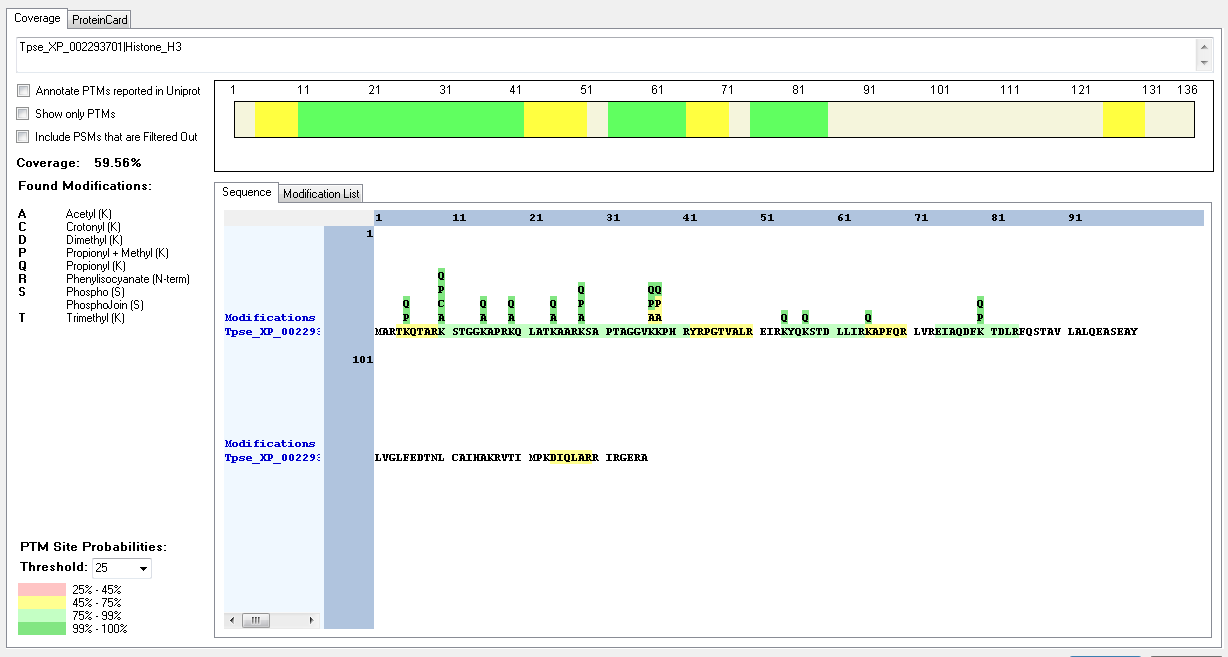 Coverage ProteinCard
Tpse_XP_002293701|Histone_H3
Annotate PTMs reported in Uniprot
Show only PTMs
Include PSMs that are Filtered Out
Coverage: 59.56%
Found Modifications:
A Acetyl (K)
C Crotonyl (K)
D Dimethyl (K)
P Propionyl + Methyl (K)
Q Propionyl (K)
R Phenylisocyanate (N-term)
S Phospho (S)
PhosphoJoin (S)
T Trimethyl (K)
PTM Site Probabilities:
Threshold: 25
25% - 45%
45% - 75%
75% - 99%
99% - 100%
1 11 21 31 41 51 61 71 81 91 101 111 121 131 136
Sequence Modification List
1 11 21 31 41 51 61 71 81 91
1
Q
P Q QQ
Q C Q Q Q P PP Q
Modifications P A A A A A AA Q Q Q P
Tpse_XP_00229: MARTKQTARK STGGKAPRKQ LATKAARKSA PTAGGVKKPH RYRPGTVALR EIRKYQKSTD LLIRKAPFQR LVREIAQDFK TDLRFQSTAV LALQEASEAY
101
Modifications
Tpse_XP_00229: LVGLFEDTNL CAIHAKRVTI MPKDIQLARR IRGERA